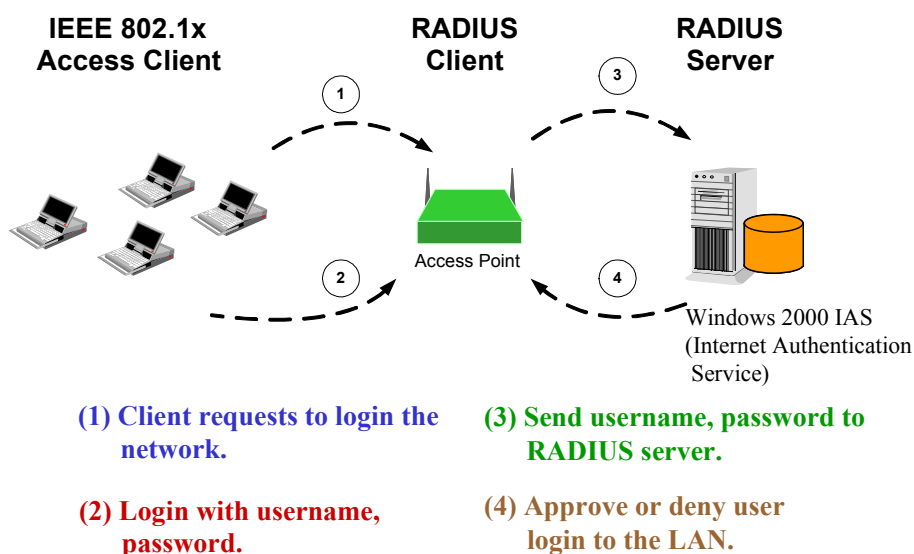 IEEE 802.1x
Access Client
RADIUS
Client
RADIUS
Server
1
3
Access Point
2
4
Windows 2000 IAS
(Internet Authentication
Service)
(1) Client requests to login the
network.
(2) Login with username,
password.
(3) Send username, password to
RADIUS server.
(4) Approve or deny user
login to the LAN.